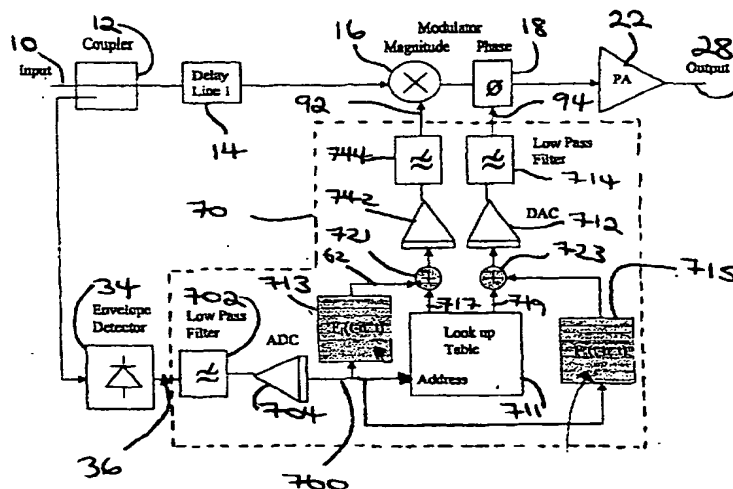 10
12
Coupler
Input
Delay
Line 1
14
16
Modulator
Magnitude
Phase
18
22
PA
28
Output
92
94
ø
744
Low Pass
Filter
714
70
742
DAC
712
721
62
723
713
715
717
719
34
Envelope
Detector
702
Low Pass
Filter
ADC
704
Look up
Table
Address
711
36
700